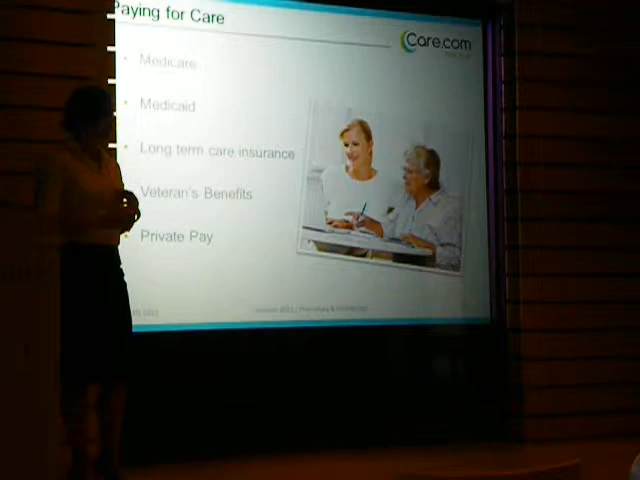 Paying for Care
Care.com
Medicare
Medicaid
Long term care insurance
Veteran's Benefits
Private Pay